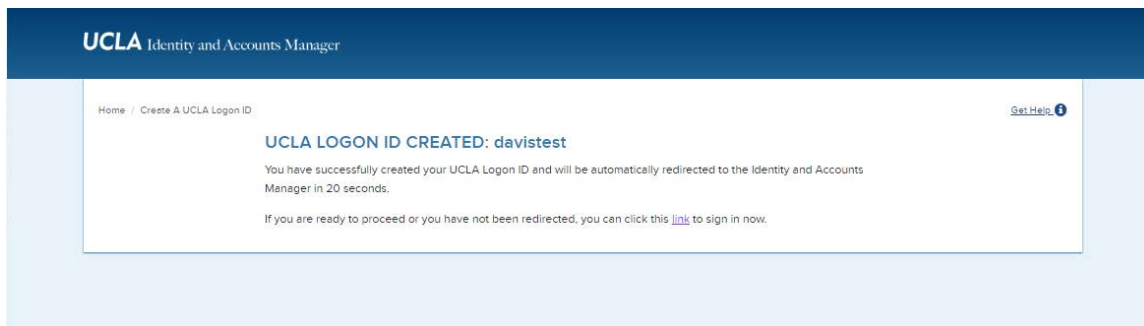 UCLA Identity and Accounts Manager
Home / Create A UCLA Logon ID
Get Help
UCLA LOGON ID CREATED: davistest
You have successfully created your UCLA Logon ID and will be automatically redirected to the Identity and Accounts
Manager in 20 seconds.
If you are ready to proceed or you have not been redirected, you can click this link to sign in now.